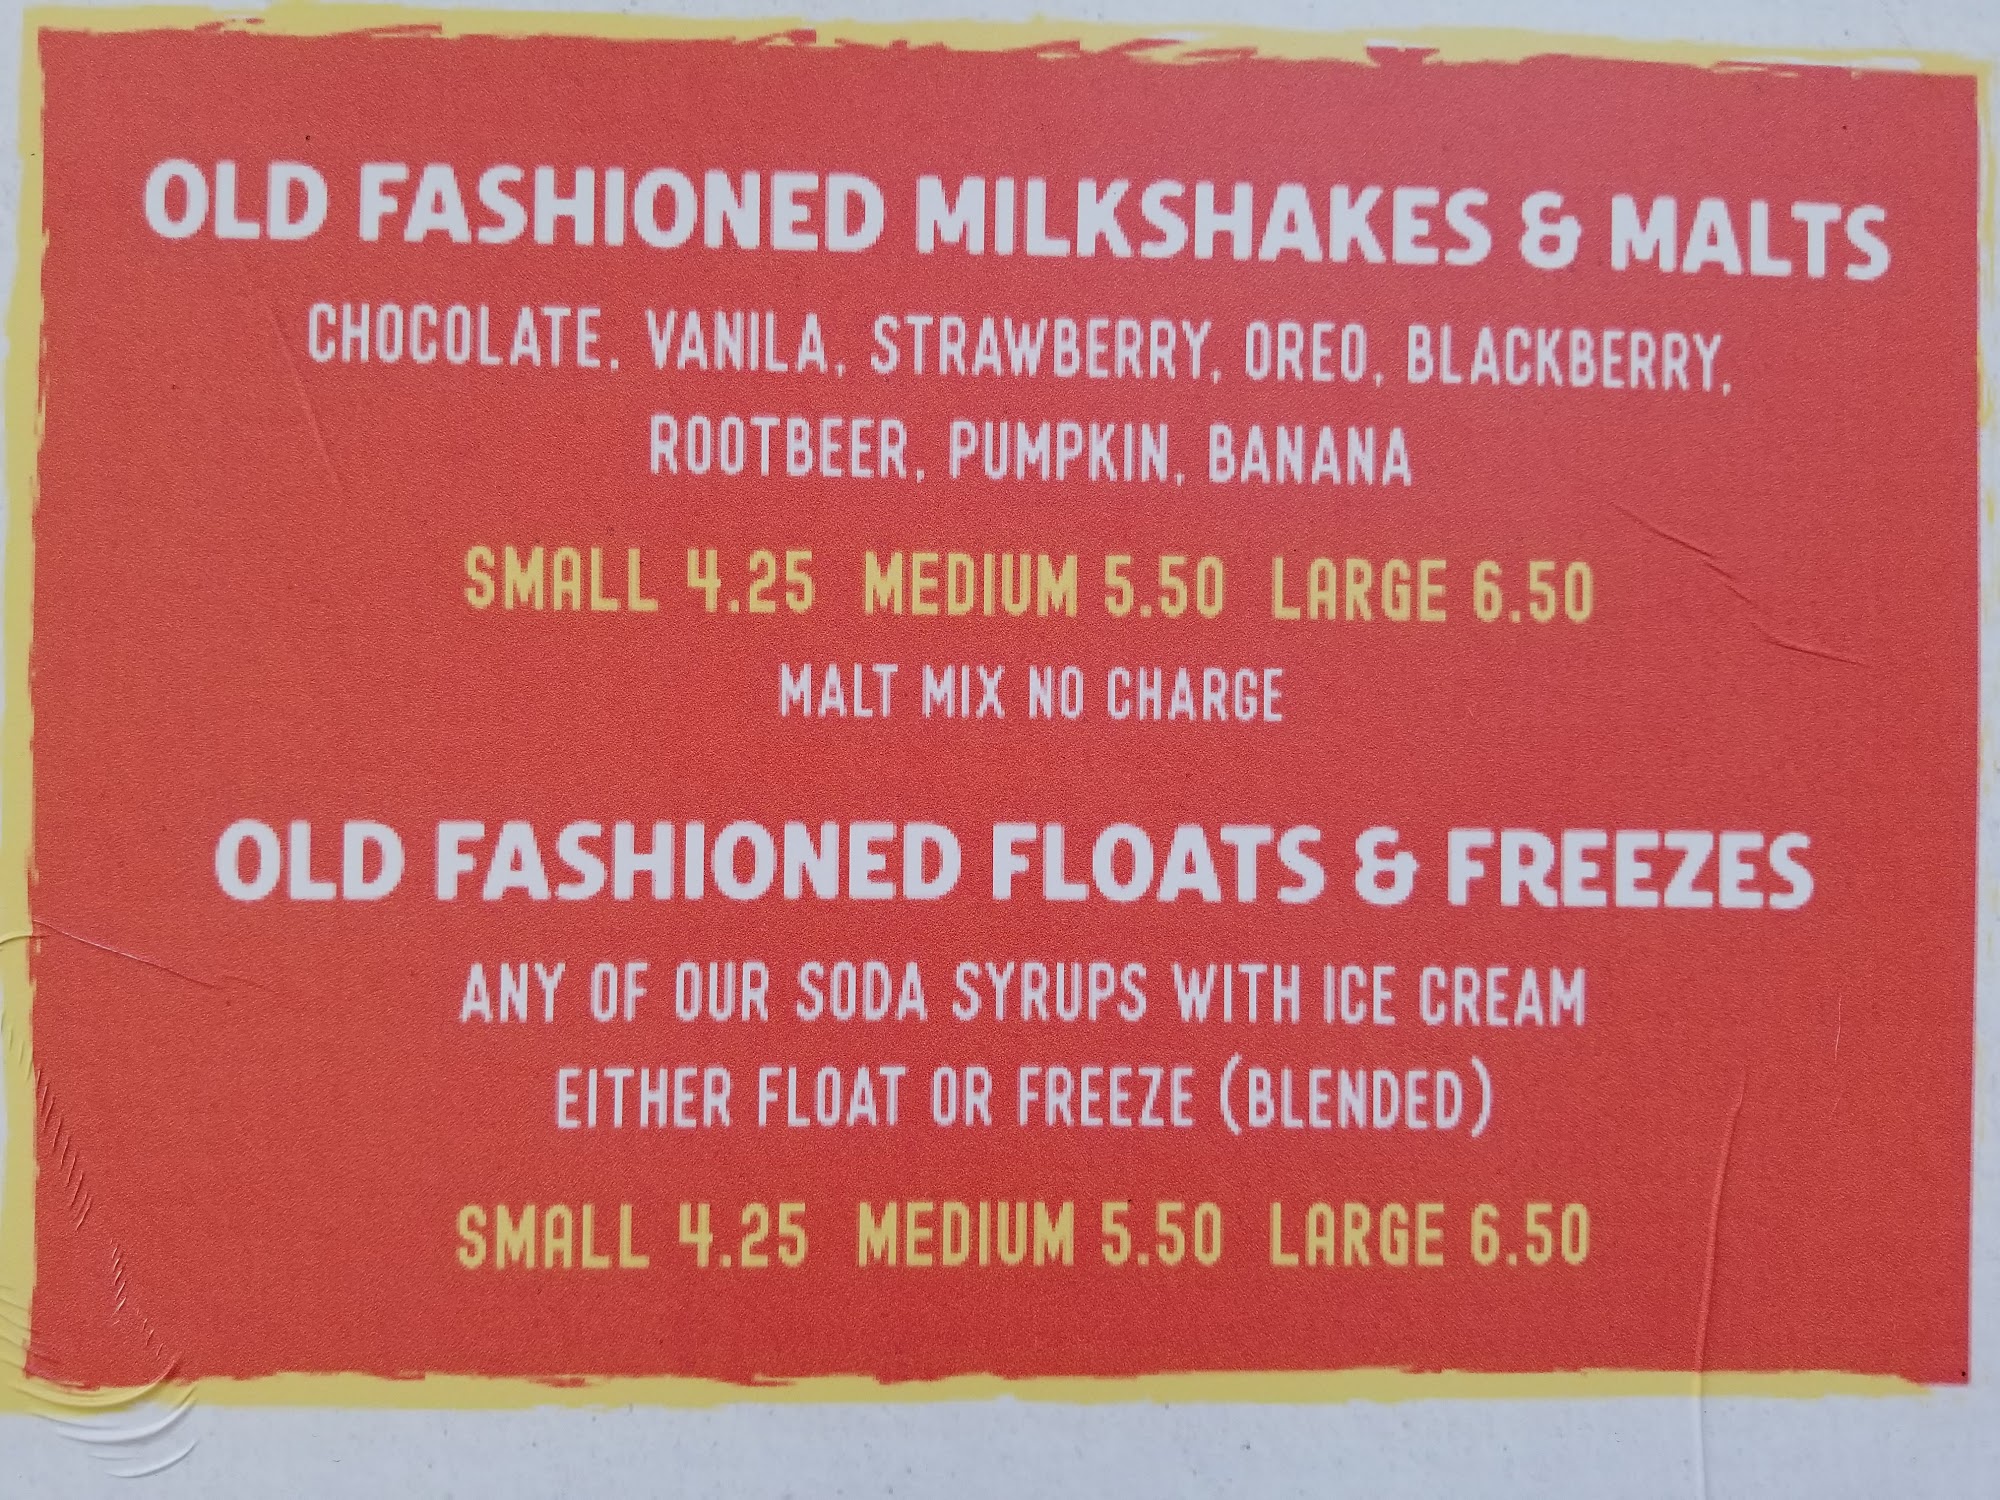 OLD FASHIONED MILKSHAKES & MALTS
CHOCOLATE, VANILA, STRAWBERRY, OREO, BLACKBERRY,
ROOTBEER, PUMPKIN, BANANA
SMALL 4.25 MEDIUM 5.50 LARGE 6.50
MALT MIX NO CHARGE
OLD FASHIONED FLOATS & FREEZES
ANY OF OUR SODA SYRUPS WITH ICE CREAM
EITHER FLOAT OR FREEZE (BLENDED)
SMALL 4.25 MEDIUM 5.50 LARGE 6.50